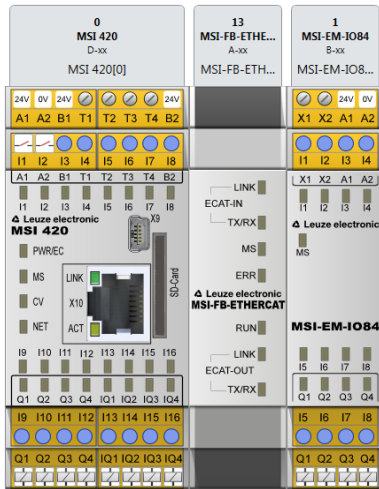 0
MSI 420
D-xx
MSI 420[0]
13
MSI-FB-ETHE...
A-xx
MSI-FB-ETH...
1
MSI-EM-IO84
B-xx
MSI-EM-IO8...
24V 0V 24V 24V
A1 A2 B1 T1 T2 T3 T4 B2
I1 I2 I3 I4 I5 I6 I7 I8
A1 A2 B1 T1 T2 T3 T4 B2
I1 I2 I3 I4 I5 I6 I7 I8
Leuze electronic
MSI 420
X9
PWR/EC
MS
CV
NET
LINK
X10
ACT
SD-Card
I9 I10 I11 I12 I13 I14 I15 I16
Q1 Q2 Q3 Q4 IQ1 IQ2 IQ3 IQ4
I9 I10 I11 I12 I13 I14 I15 I16
Q1 Q2 Q3 Q4 IQ1 IQ2 IQ3 IQ4
LINK
ECAT-IN
TX/RX
MS
ERR
Leuze electronic
MSI-FB-ETHERCAT
RUN
LINK
ECAT-OUT
TX/RX
24V 0V
X1 X2 A1 A2
I1 I2 I3 I4
X1 X2 A1 A2
I1 I2 I3 I4
Leuze electronic
MS
MSI-EM-IO84
I5 I6 I7 I8
Q1 Q2 Q3 Q4
I5 I6 I7 I8
Q1 Q2 Q3 Q4